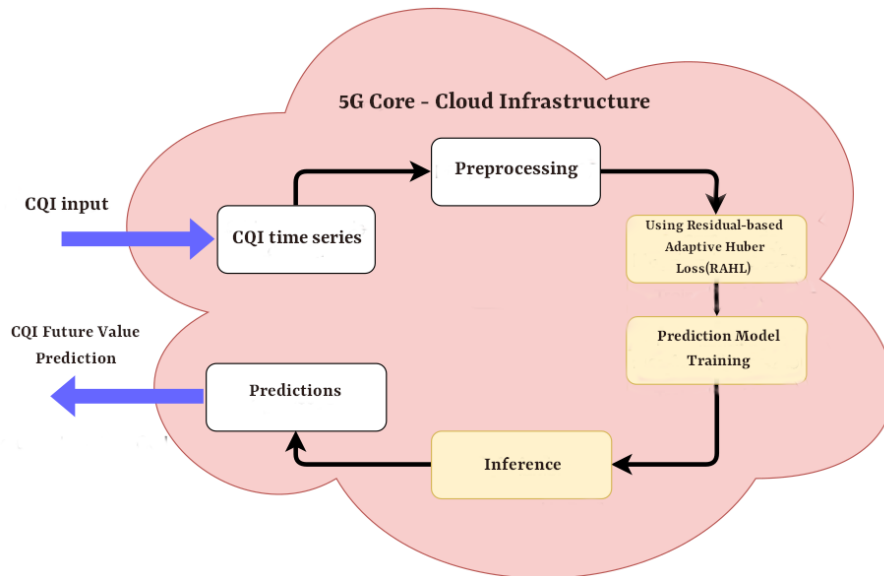 5G Core - Cloud Infrastructure
CQI input
CQI time series
Preprocessing
Using Residual-based
Adaptive Huber
Loss(RAHL)
Prediction Model
Training
Inference
Predictions
CQI Future Value
Prediction